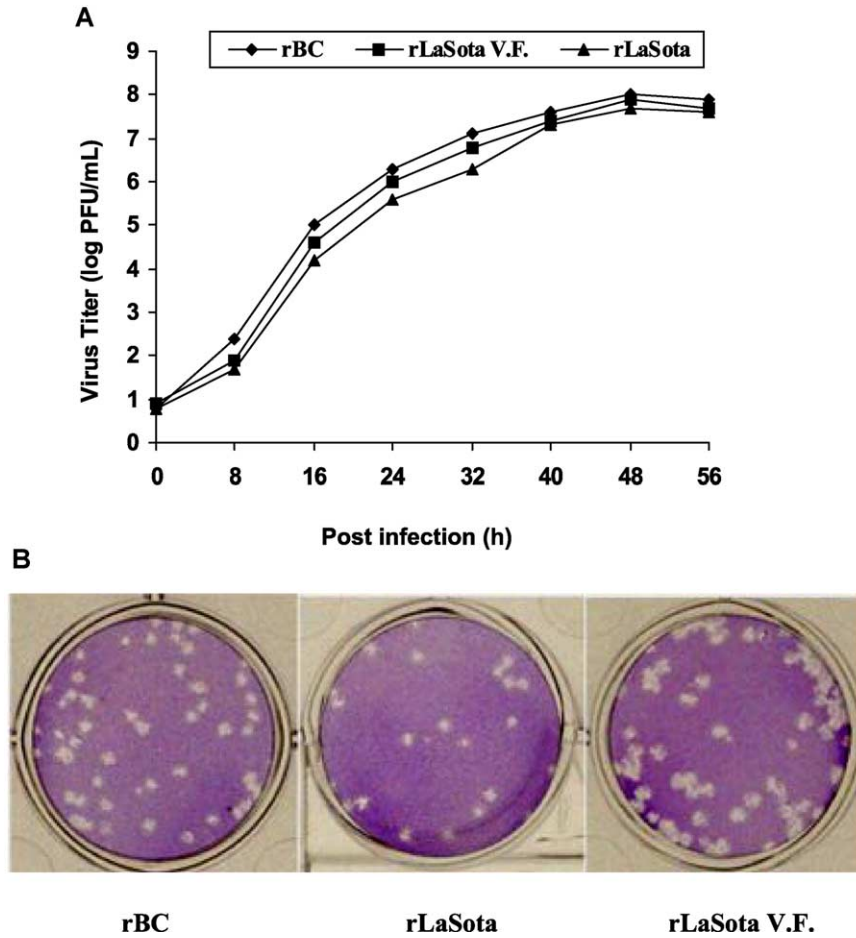 A
rBC rLaSota V.F. rLaSota
9
8
7
6
5
4
3
2
1
0
Virus Titer (log PFU/mL)
0 8 16 24 32 40 48 56
Post infection (h)
B
rBC rLaSota rLaSota V.F.